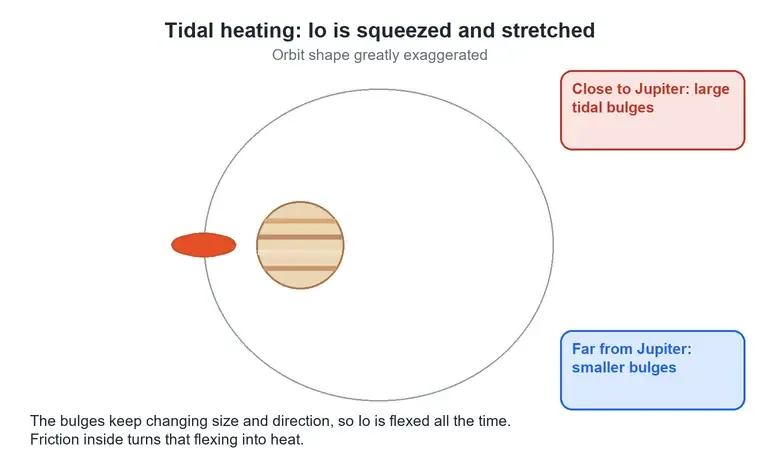 Tidal heating: Io is squeezed and stretched
Orbit shape greatly exaggerated
Close to Jupiter: large
tidal bulges
Far from Jupiter:
smaller bulges
The bulges keep changing size and direction, so Io is flexed all the time.
Friction inside turns that flexing into heat.